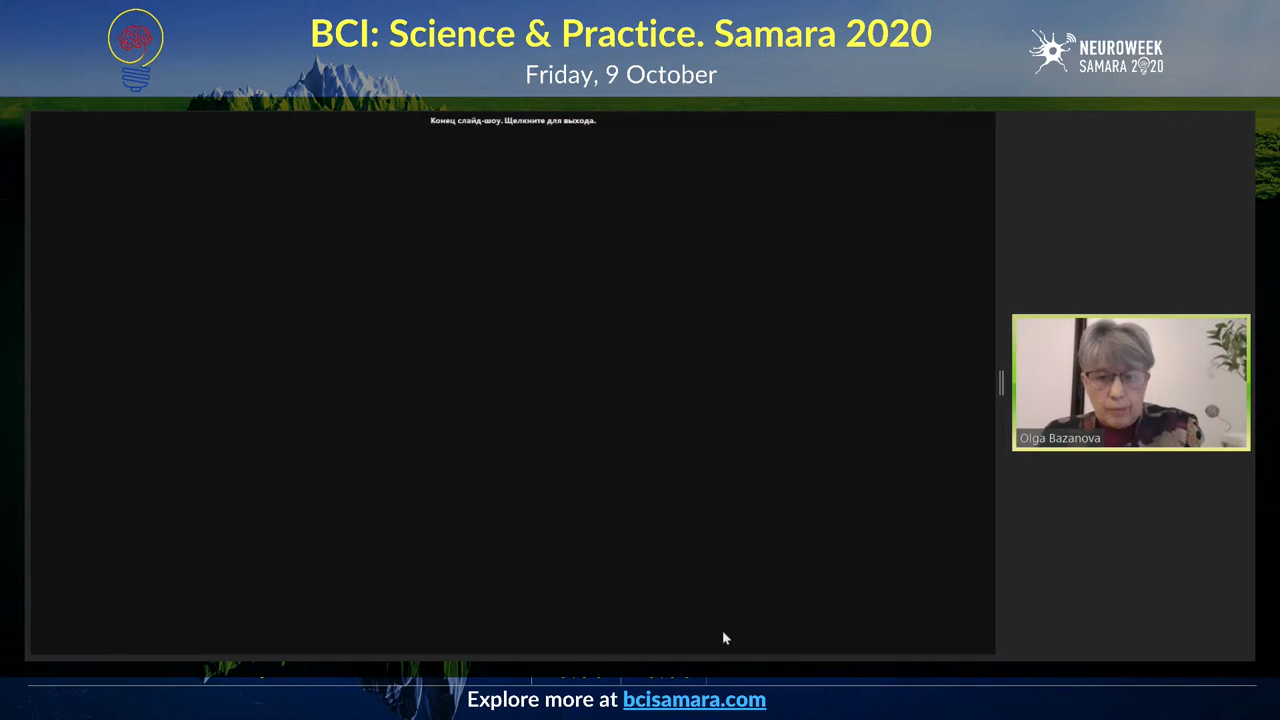 BCI: Science & Practice. Samara 2020
Friday, 9 October
NEUROWEEK
SAMARA 2020
Конец слайд-шоу. Щелкните для выхода.
Olga Bazanova
Explore more at bcisamara.com